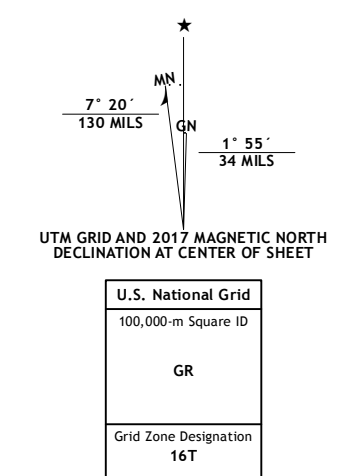 ★
MN
7° 20´
130 MILS
GN
1° 55´
34 MILS
UTM GRID AND 2017 MAGNETIC NORTH
DECLINATION AT CENTER OF SHEET
U.S. National Grid
100,000-m Square ID
GR
Grid Zone Designation
16T